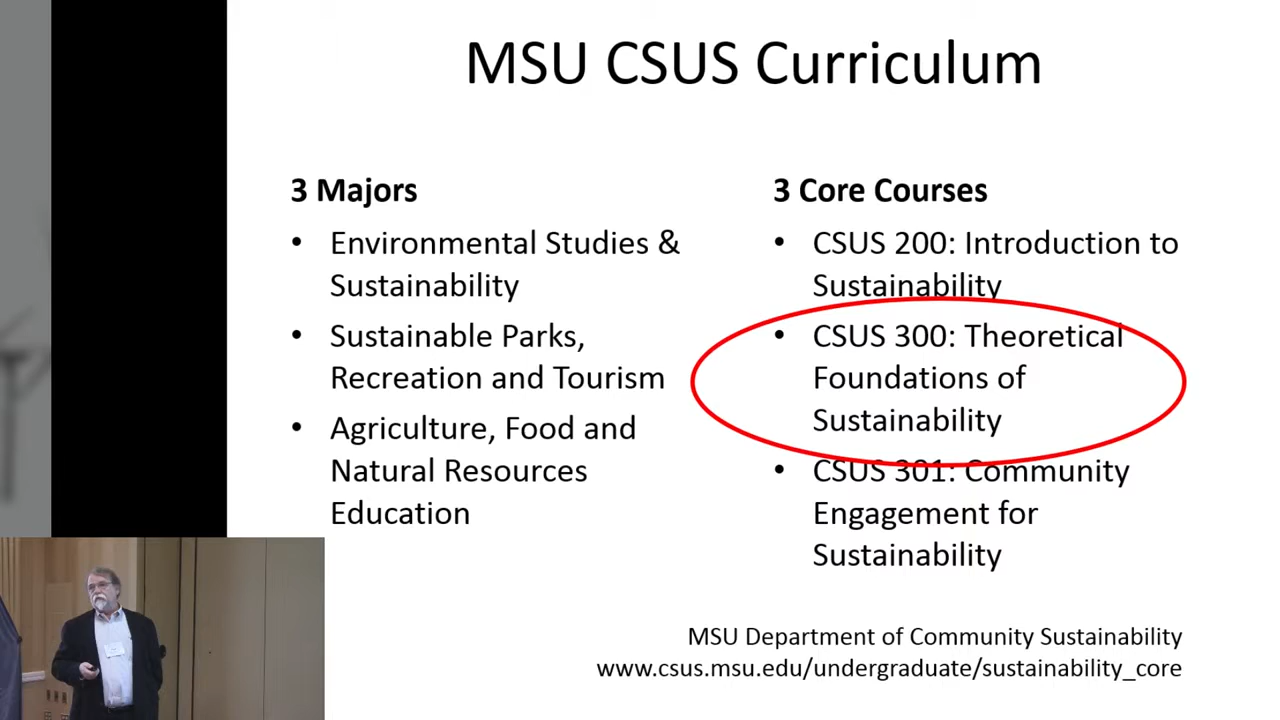 MSU CSUS Curriculum
3 Majors
• Environmental Studies &
Sustainability
• Sustainable Parks,
Recreation and Tourism
• Agriculture, Food and
Natural Resources
Education
3 Core Courses
• CSUS 200: Introduction to
Sustainability
• CSUS 300: Theoretical
Foundations of
Sustainability
• CSUS 301: Community
Engagement for
Sustainability
MSU Department of Community Sustainability
www.csus.msu.edu/undergraduate/sustainability_core